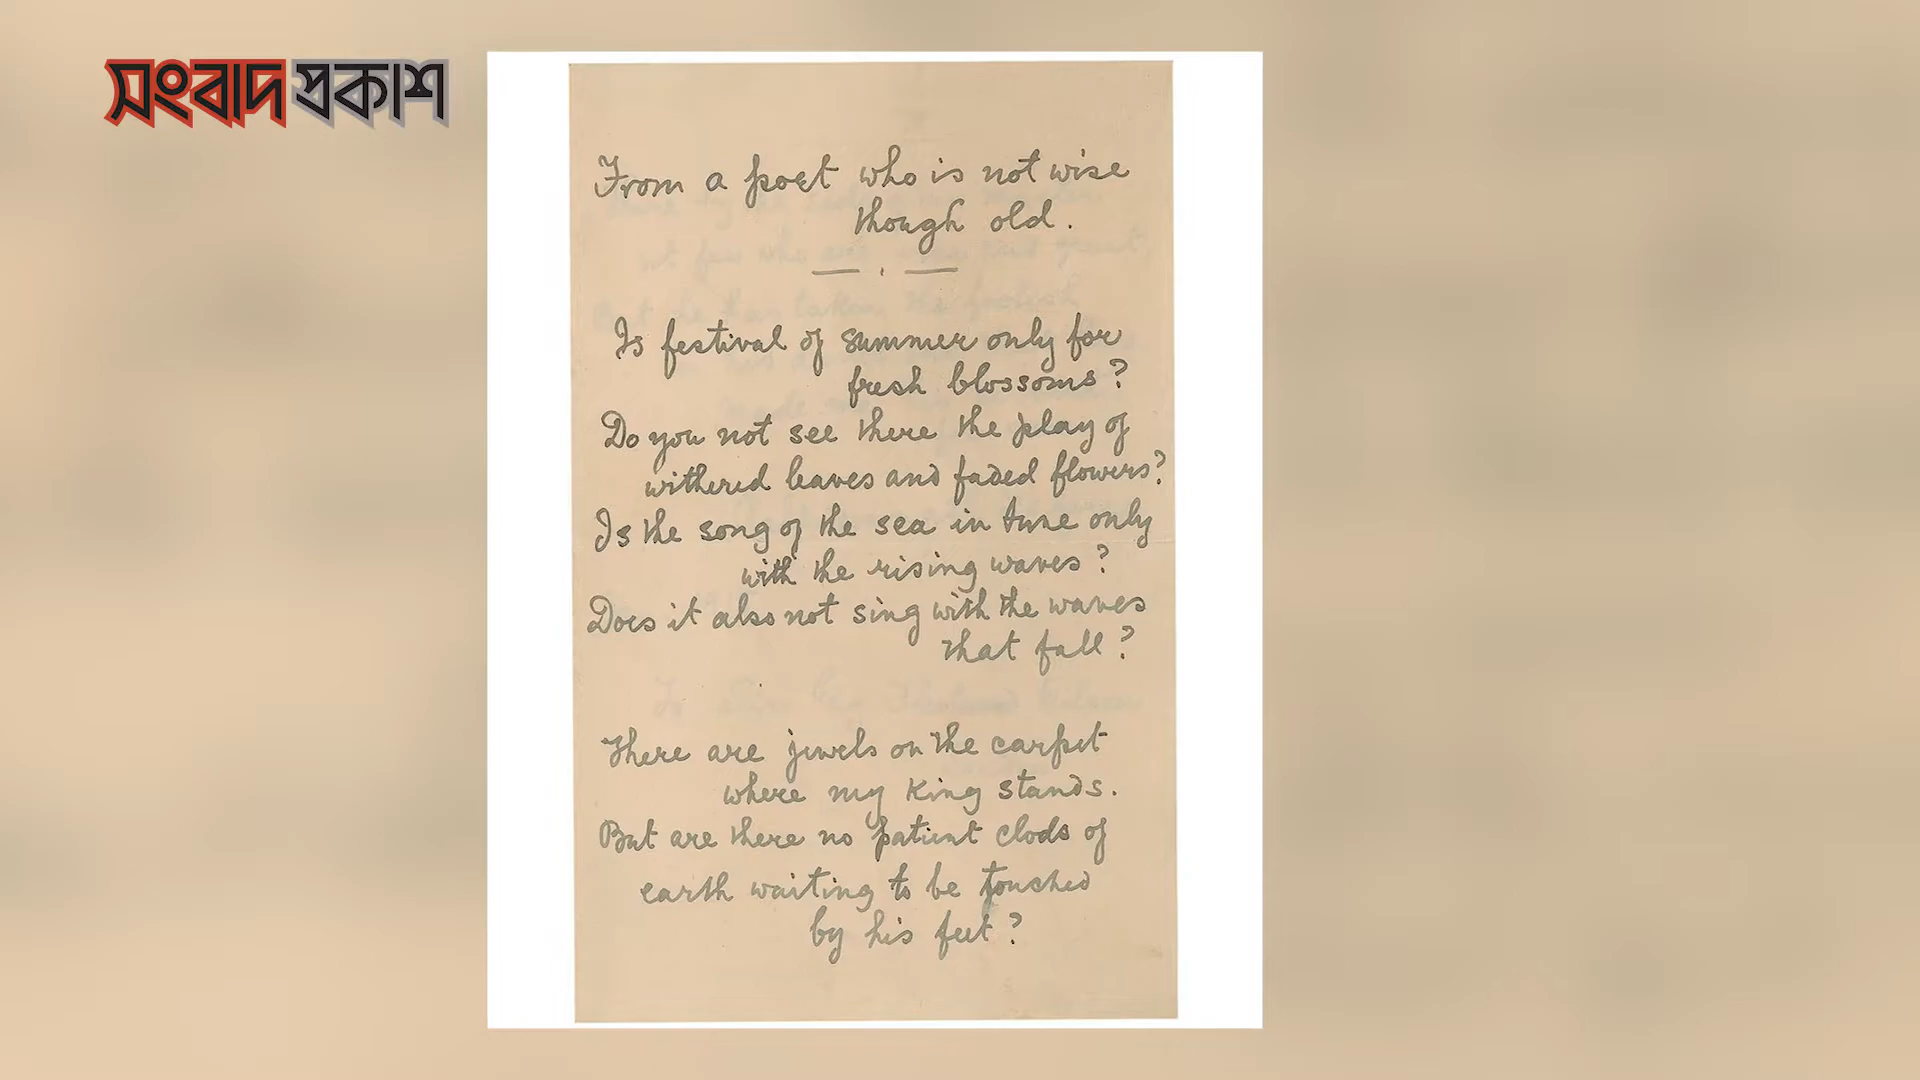 সংবাদ প্রকাশ
From a poet who is not wise
though old.
Is festival of summer only for
fresh blossoms?
Do you not see there the play of
withered leaves and faded flowers?
Is the song of the sea in tune only
with the rising waves?
Does it also not sing with the waves
that fall?
There are jewels on the carpet
where my King stands.
But are there no patient clods of
earth waiting to be touched
by his feet?